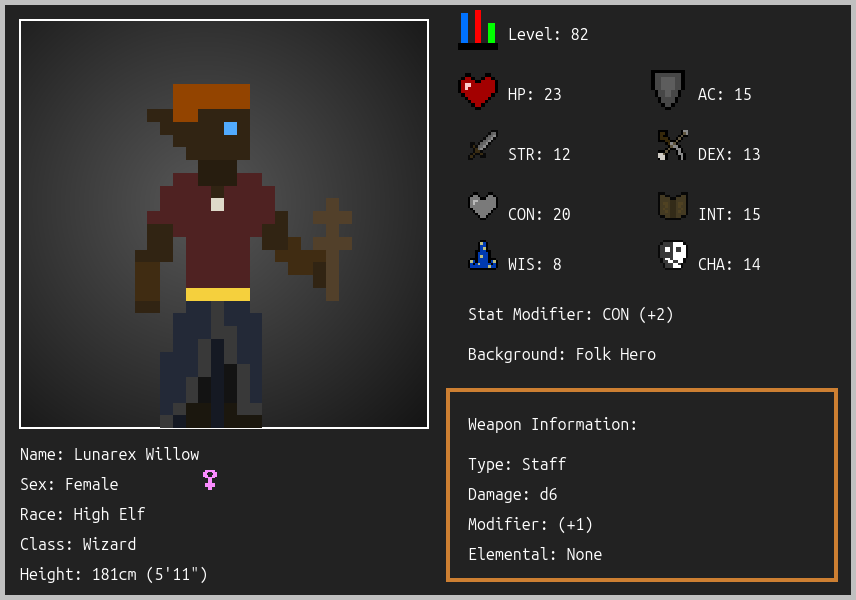 Level: 82
HP: 23
AC: 15
STR: 12
DEX: 13
CON: 20
INT: 15
WIS: 8
CHA: 14
Stat Modifier: CON (+2)
Background: Folk Hero
Weapon Information:
Type: Staff
Damage: d6
Modifier: (+1)
Elemental: None
Name: Lunarex Willow
Sex: Female
Race: High Elf
Class: Wizard
Height: 181cm (5'11")